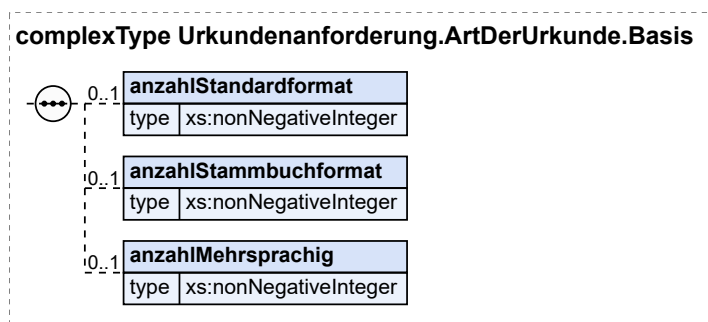 complexType Urkundenanforderung.ArtDerUrkunde.Basis
0..1 anzahlStandardformat
type xs:nonNegativeInteger
0..1 anzahlStammbuchformat
type xs:nonNegativeInteger
0..1 anzahlMehrsprachig
type xs:nonNegativeInteger